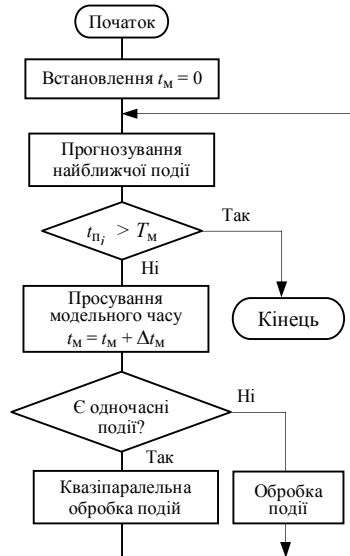 Початок
Встановлення tм = 0
Прогнозування
найближчої події
tпi > Tм
Так
Ні
Просування
модельного часу
tм = tм + Δtм
Кінець
Є одночасні
події?
Ні
Так
Квазіпаралельна
обробка подій
Обробка
події